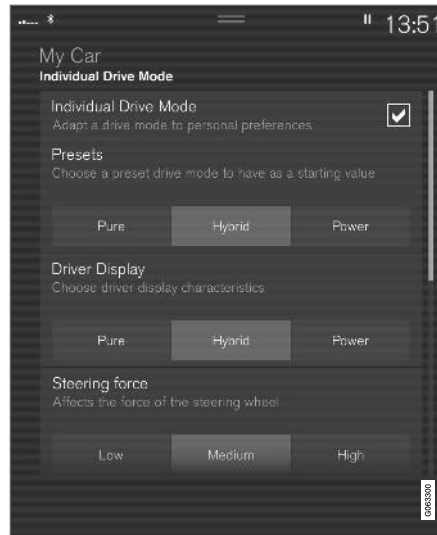 13:51
My Car
Individual Drive Mode
Individual Drive Mode
Adapt a drive mode to personal preferences
Presets
Choose a preset drive mode to have as a starting value
Pure Hybrid Power
Driver Display
Choose driver display characteristics
Pure Hybrid Power
Steering force
Affects the force of the steering wheel
Low Medium High
G063300